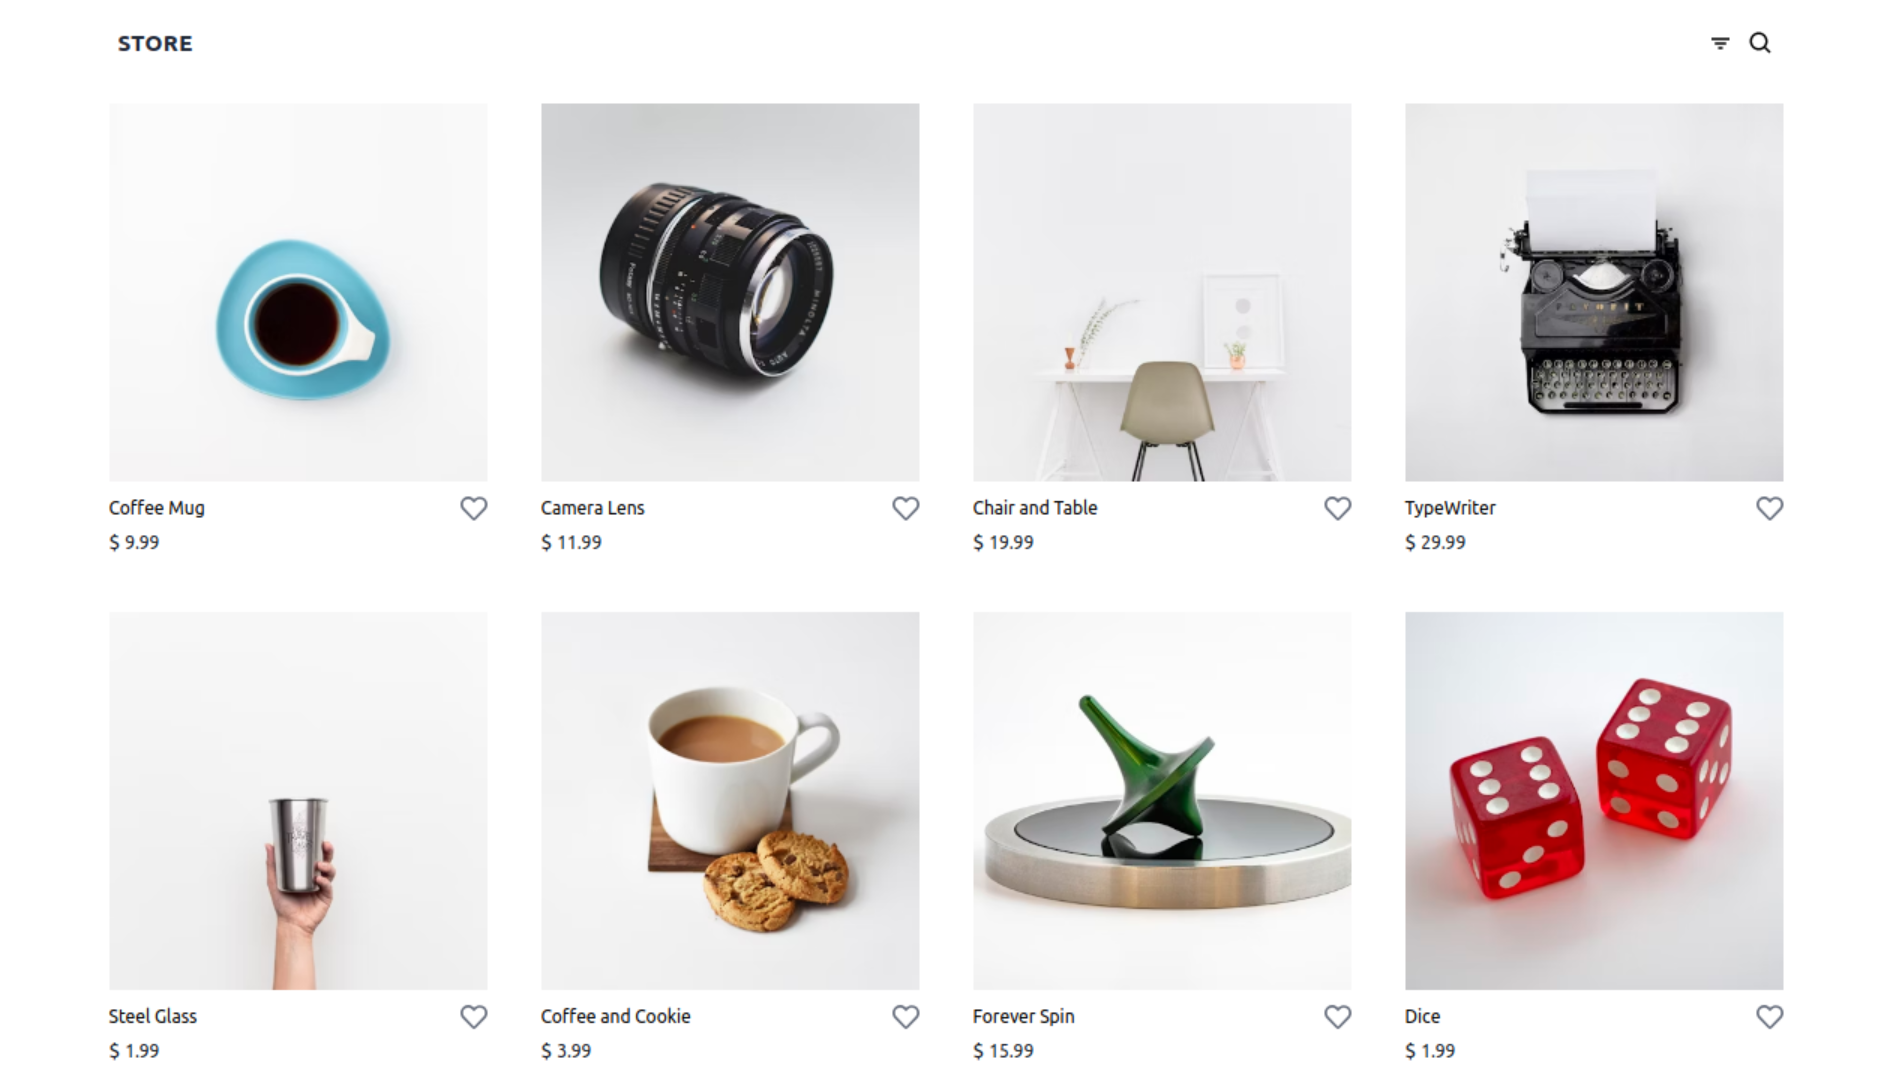 STORE
Coffee Mug
$ 9.99
Camera Lens
$ 11.99
Chair and Table
$ 19.99
TypeWriter
$ 29.99
Steel Glass
$ 1.99
Coffee and Cookie
$ 3.99
Forever Spin
$ 15.99
Dice
$ 1.99
MINOLTA